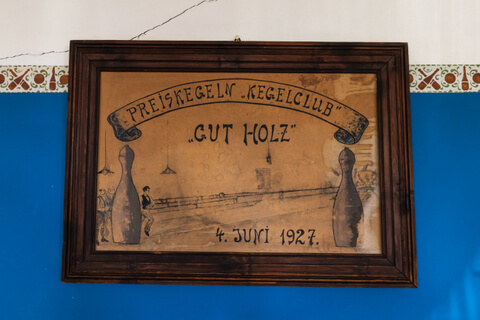 PREISKEGELN „KEGELCLUB"
„GUT HOLZ"
4. JUNI 1927.